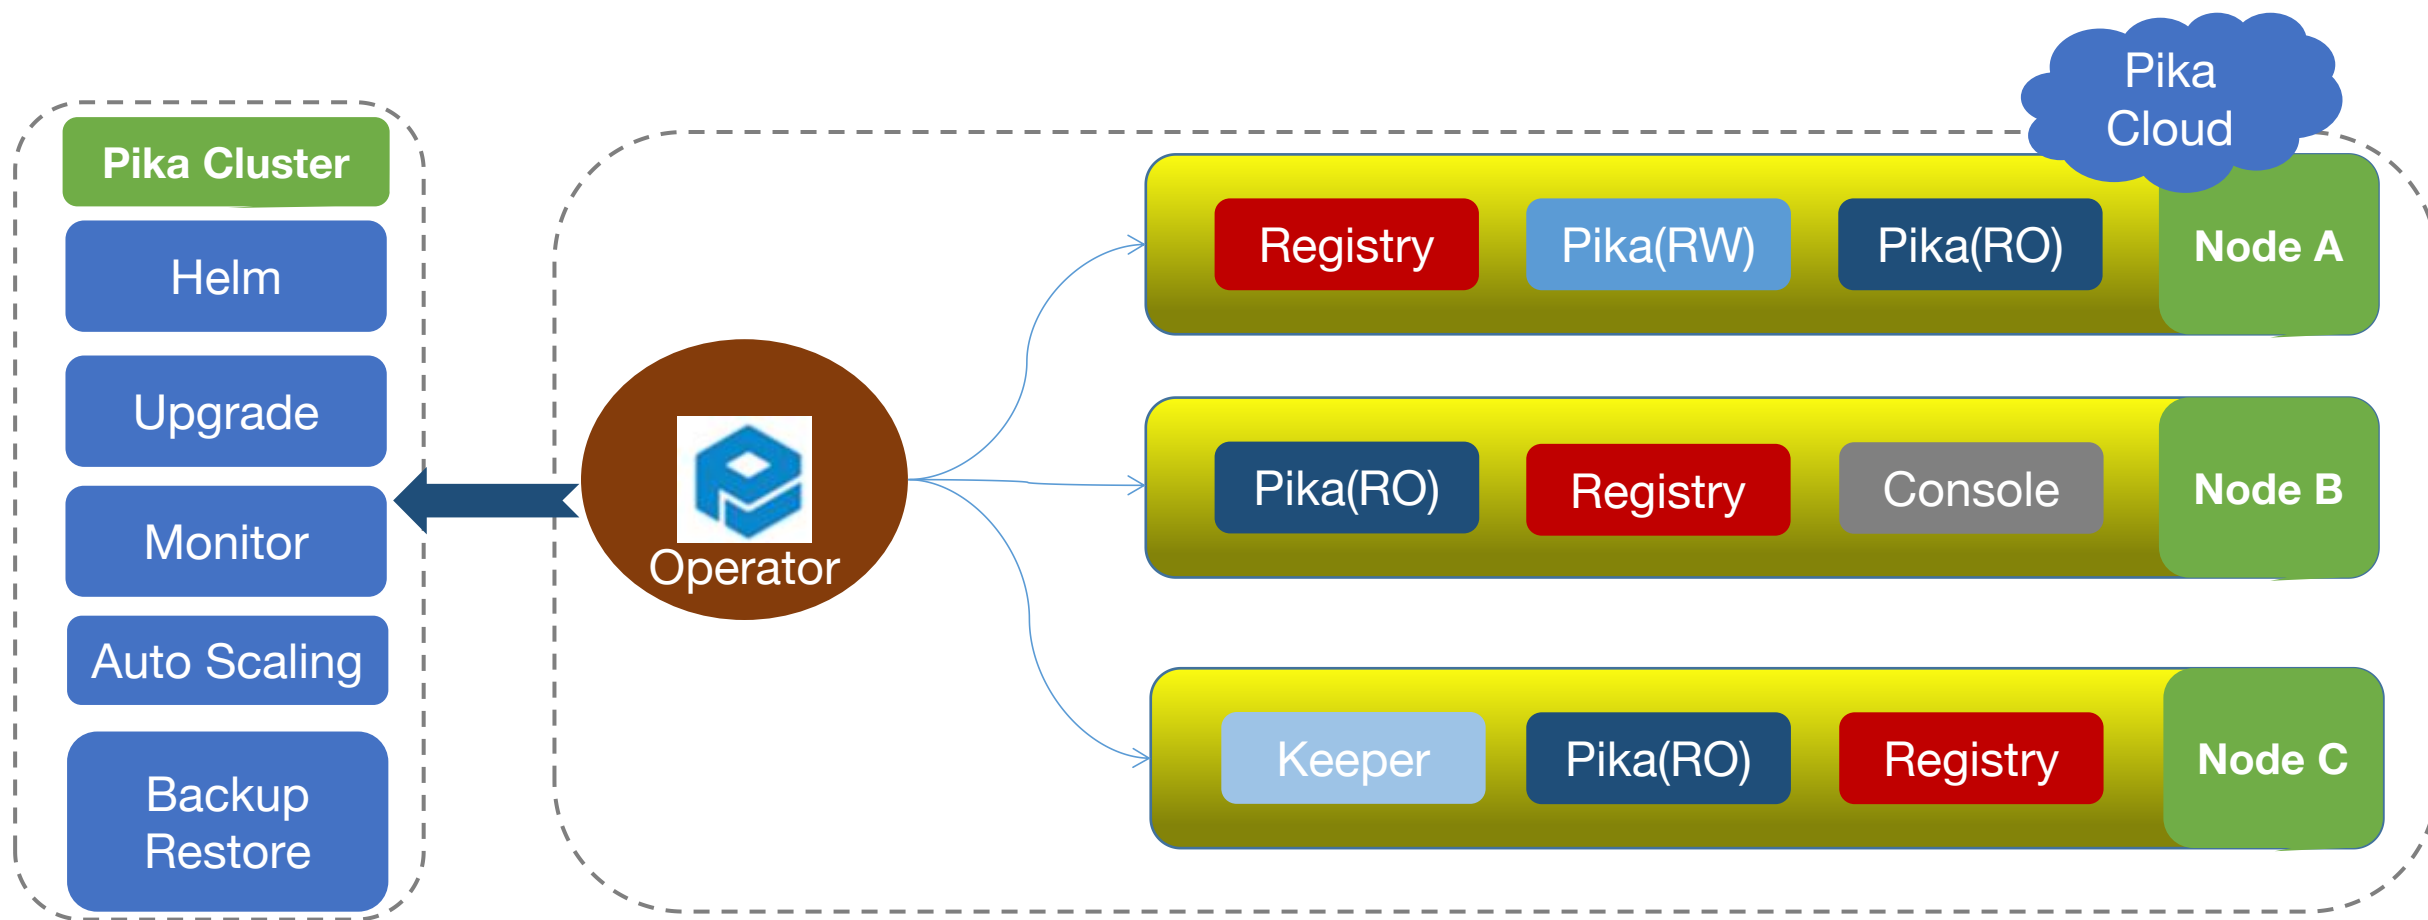 Pika Cluster
Helm
Upgrade
Monitor
Auto Scaling
Backup
Restore
Operator
Pika
Cloud
Registry
Pika(RW)
Pika(RO)
Node A
Pika(RO)
Registry
Console
Node B
Keeper
Pika(RO)
Registry
Node C